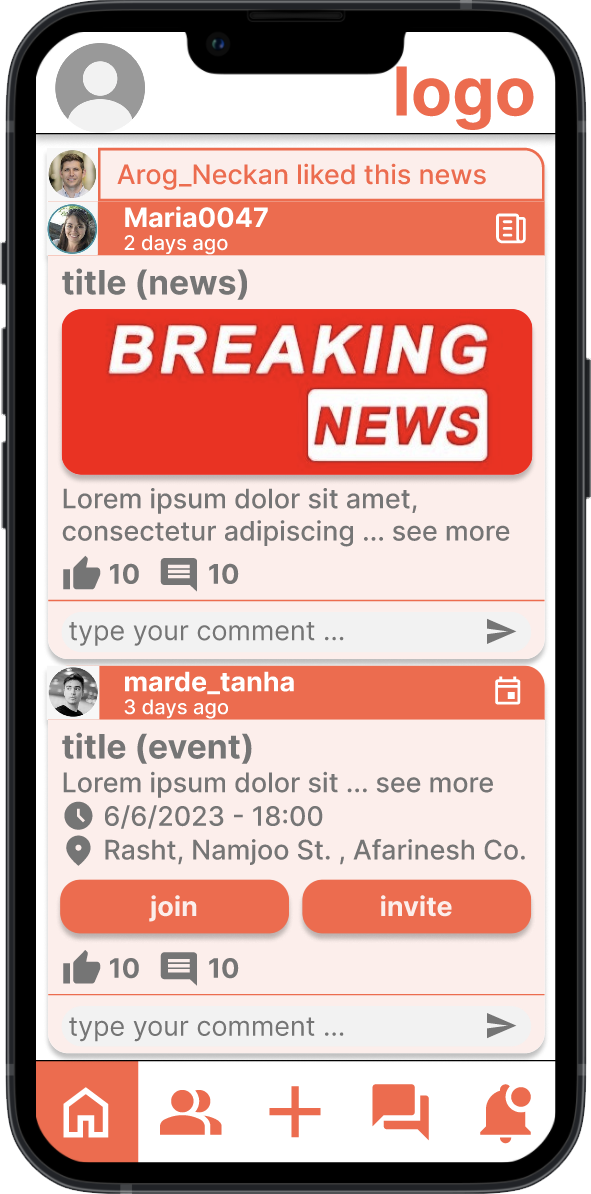 logo
Arog_Neckan liked this news
Maria0047
2 days ago
title (news)
BREAKING
NEWS
Lorem ipsum dolor sit amet,
consectetur adipiscing ... see more
10 10
type your comment ...
marde_tanha
3 days ago
title (event)
Lorem ipsum dolor sit ... see more
6/6/2023 - 18:00
Rasht, Namjoo St. , Afarinesh Co.
join invite
10 10
type your comment ...